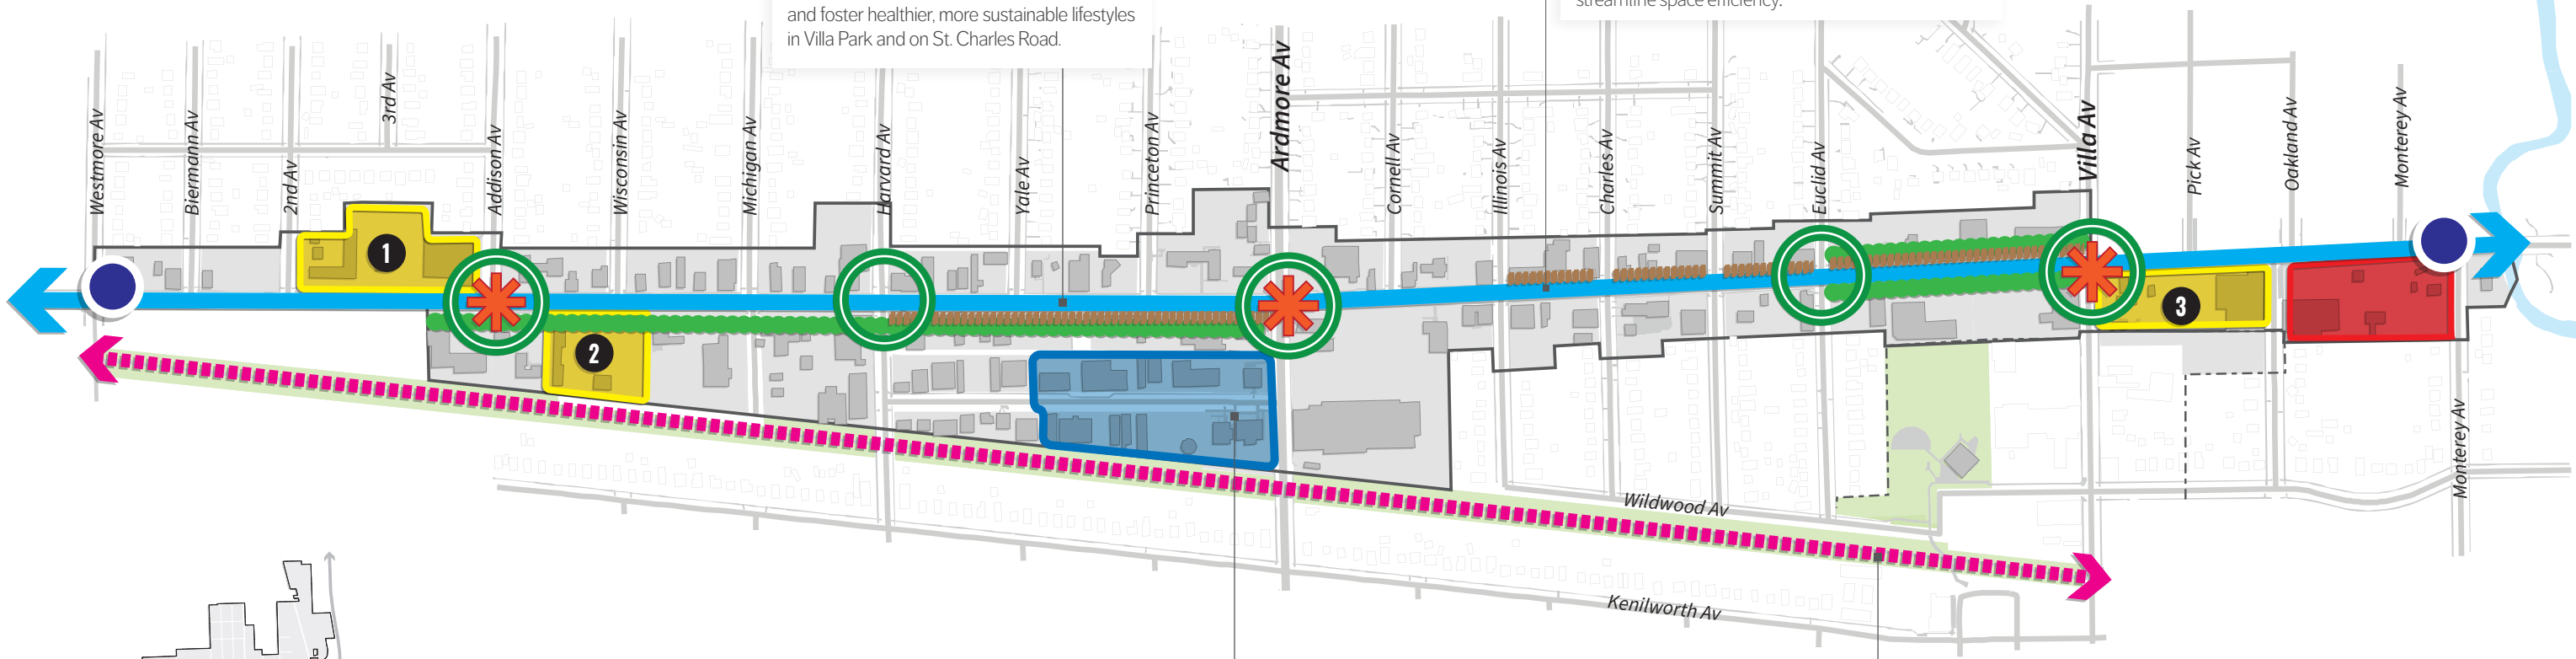 and foster healthier, more sustainable lifestyles
in Villa Park and on St. Charles Road.
streamline space efficiency.
Westmore Av
Biermann Av
2nd Av
3rd Av
Addison Av
Wisconsin Av
Michigan Av
Harvard Av
Yale Av
Princeton Av
Ardmore Av
Cornell Av
Illinois Av
Charles Av
Summit Av
Euclid Av
Villa Av
Pick Av
Oakland Av
Monterey Av
1
2
3
Monterey Av
Wildwood Av
Kenilworth Av